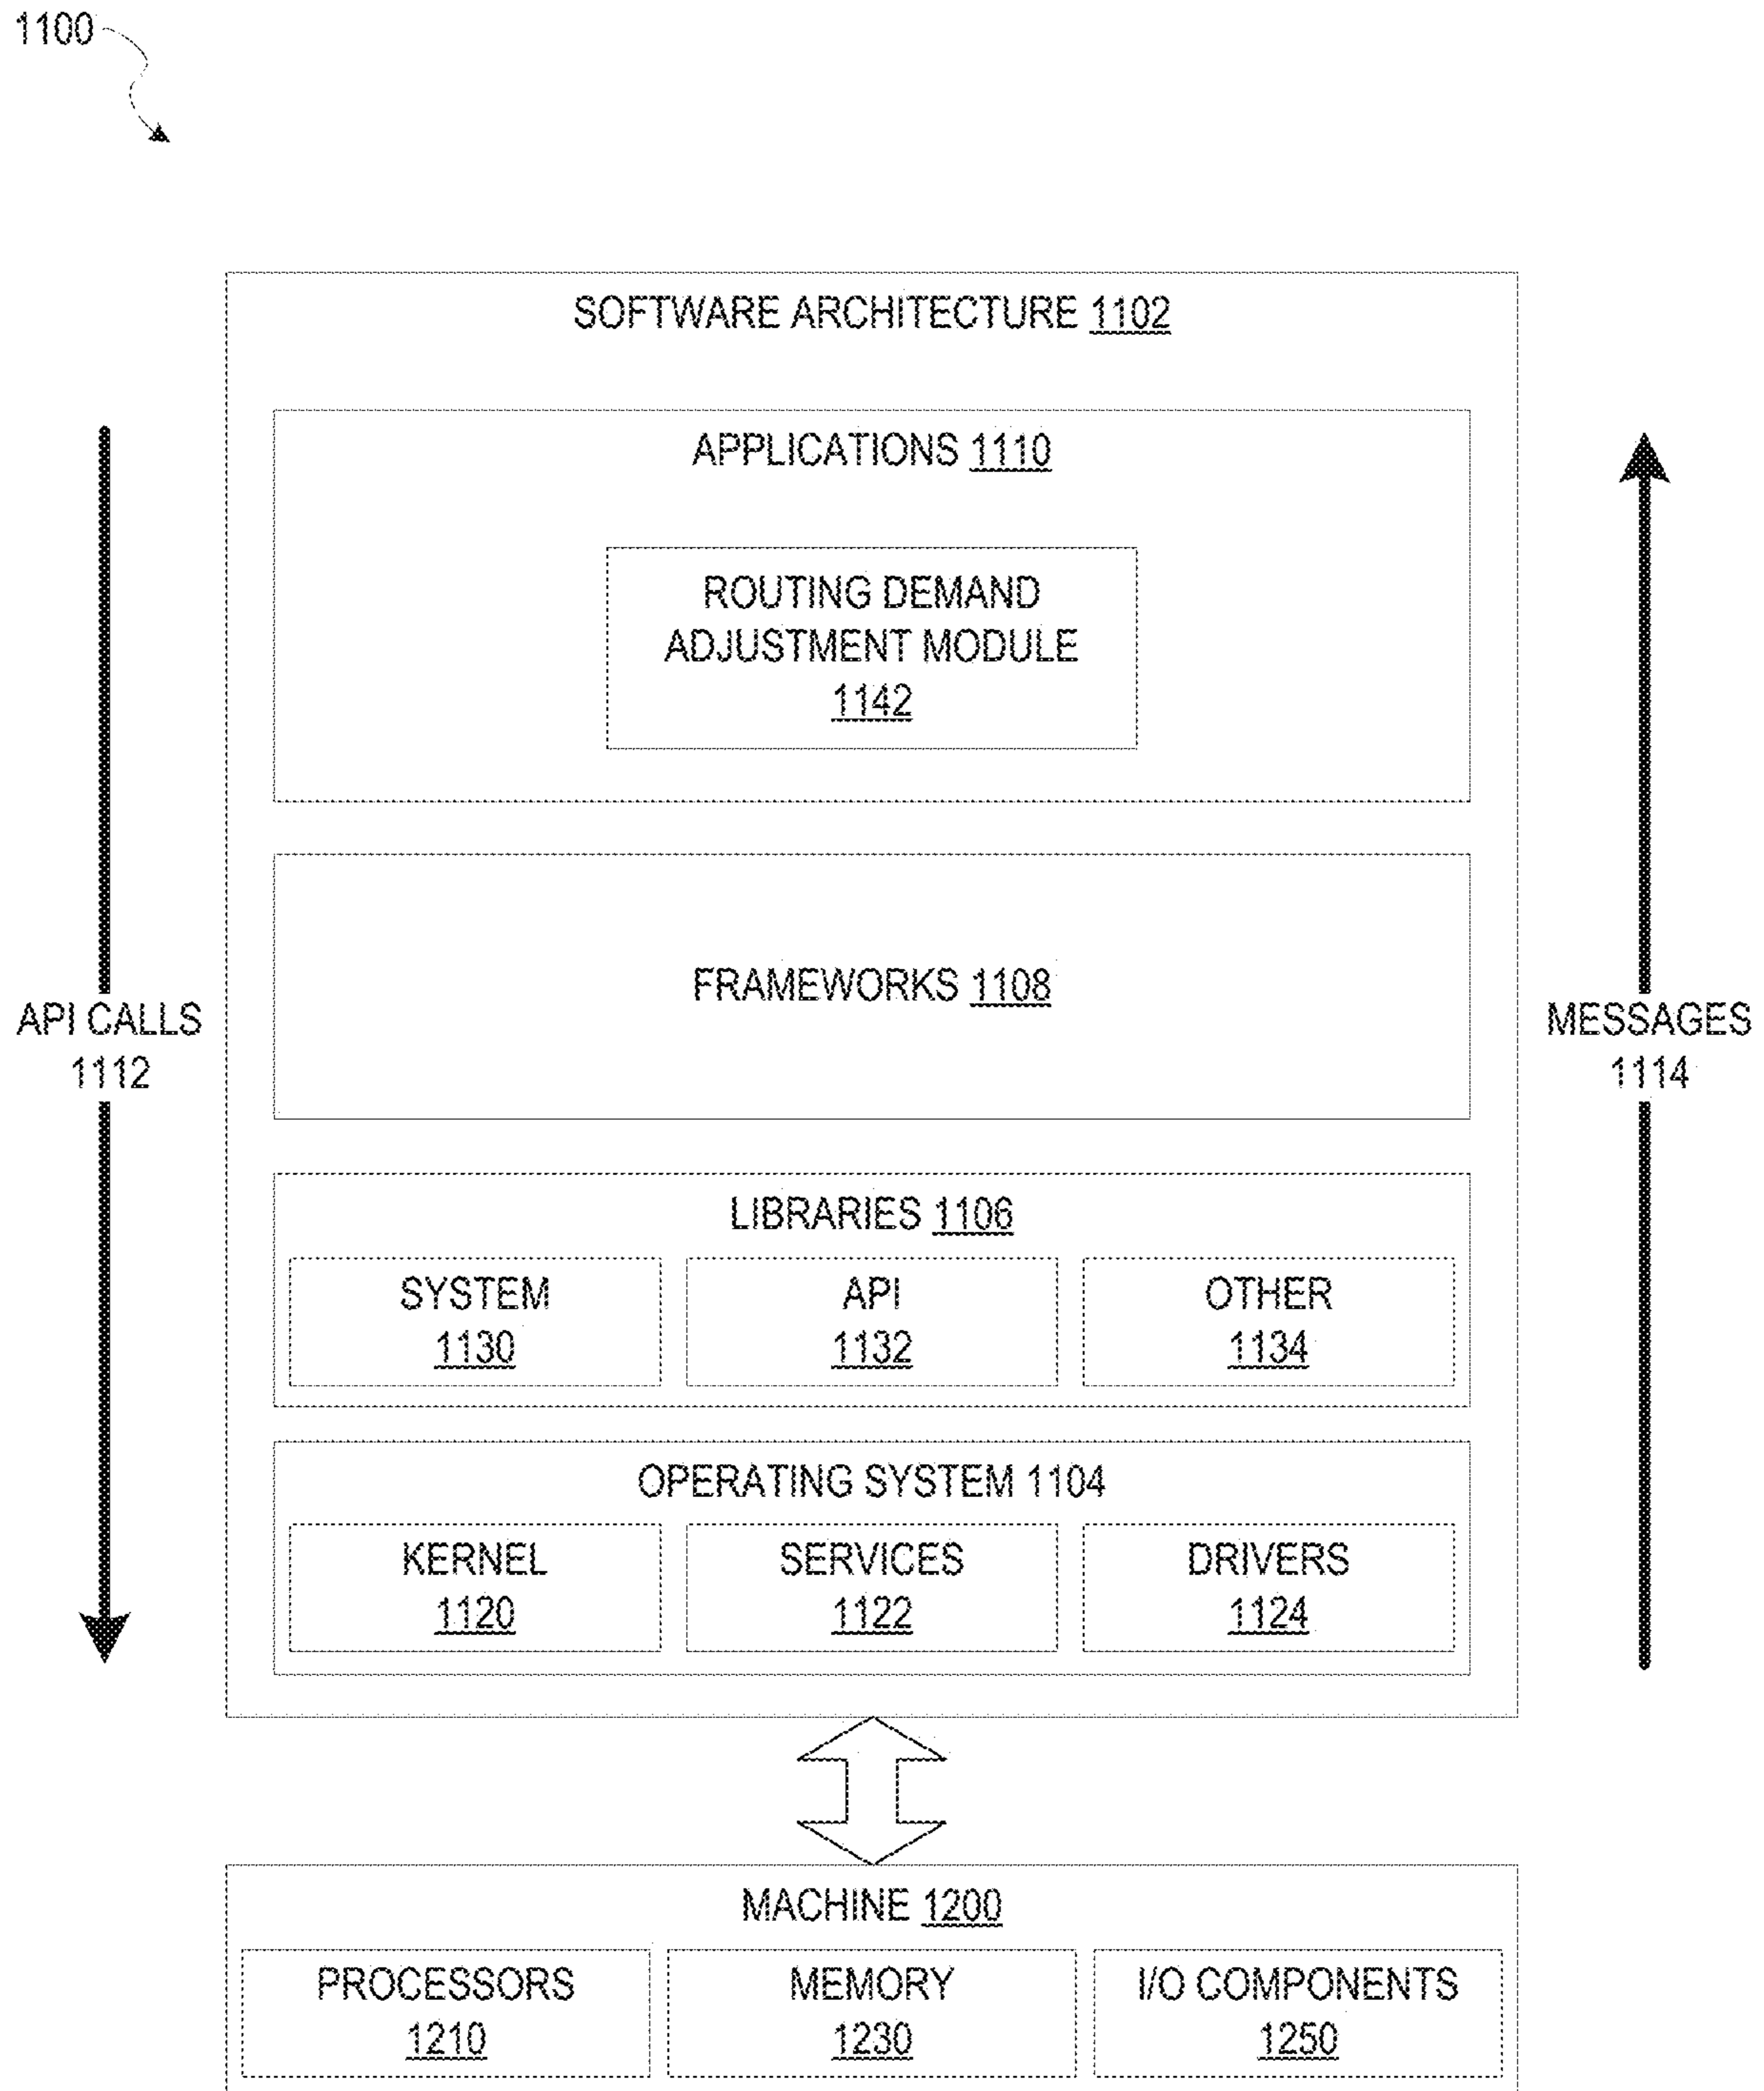 1100
SOFTWARE ARCHITECTURE 1102
APPLICATIONS 1110
ROUTING DEMAND
ADJUSTMENT MODULE
1142
FRAMEWORKS 1108
API CALLS
1112
MESSAGES
1114
LIBRARIES 1106
SYSTEM
1130
API
1132
OTHER
1134
OPERATING SYSTEM 1104
KERNEL
1120
SERVICES
1122
DRIVERS
1124
MACHINE 1200
PROCESSORS
1210
MEMORY
1230
I/O COMPONENTS
1250